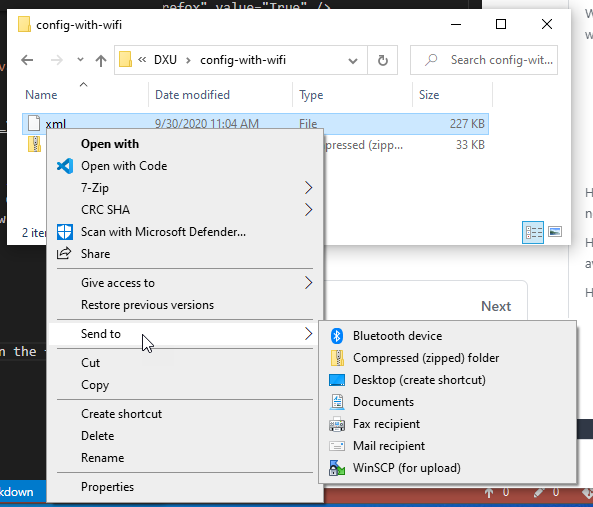 refox" value="True" />
config-with-wifi
« DXU › config-with-wifi
Search config-wit...
Name Date modified Type Size
xml 9/30/2020 11:04 AM File 227 KB
pressed (zipp... 33 KB
2 iter
Open with
Open with Code
7-Zip
CRC SHA
Scan with Microsoft Defender...
Share
Give access to
Restore previous versions
Send to
Cut
Copy
Create shortcut
Delete
Rename
Properties
Next
Bluetooth device
Compressed (zipped) folder
Desktop (create shortcut)
Documents
Fax recipient
Mail recipient
WinSCP (for upload)
n the
kdown
0 0